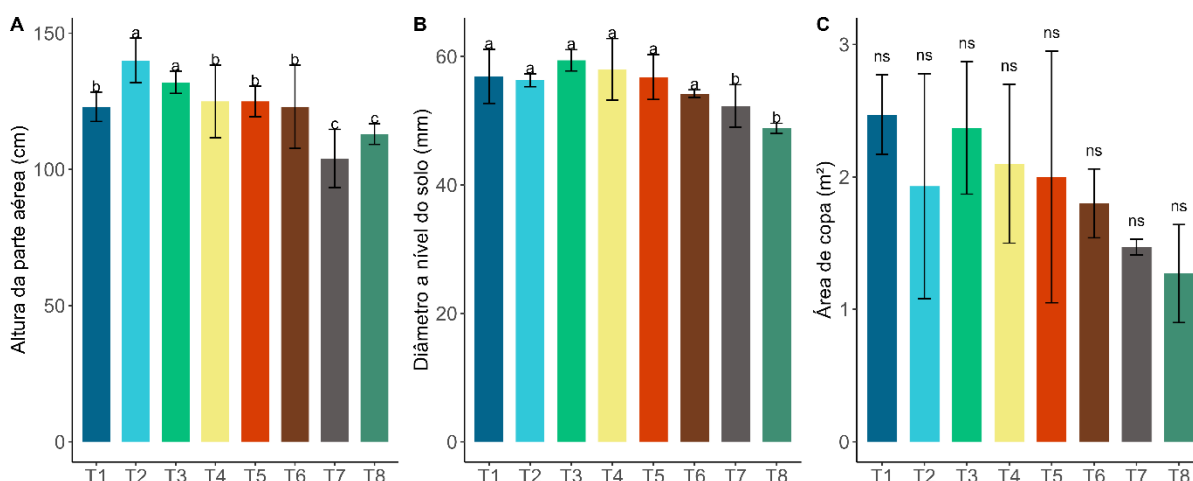 A
Altura da parte aérea (cm)
150
100
50
0
b
a
a
b
b
b
c
c
T1 T2 T3 T4 T5 T6 T7 T8
B
Diâmetro a nível do solo (mm)
60
40
20
0
a
a
a
a
a
a
b
b
T1 T2 T3 T4 T5 T6 T7 T8
C
Área de copa (m²)
3
2
1
0
ns
ns
ns
ns
ns
ns
ns
ns
T1 T2 T3 T4 T5 T6 T7 T8